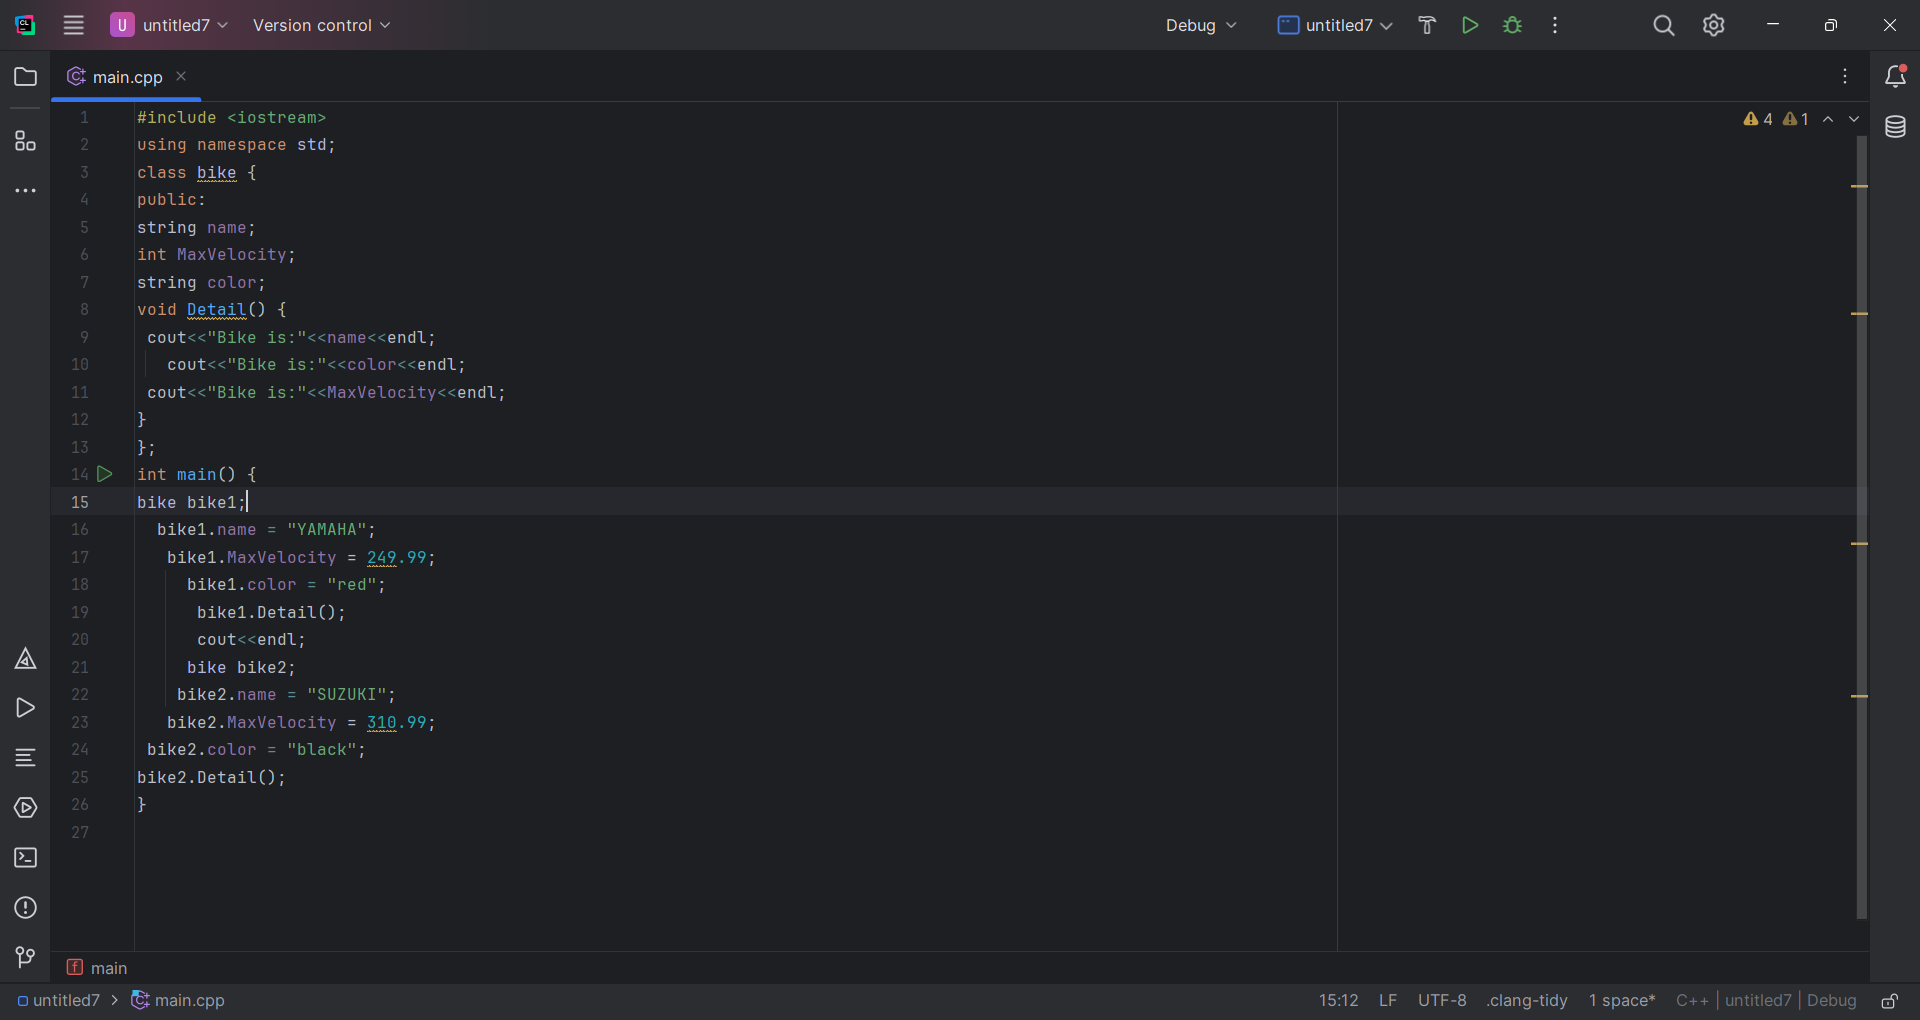 U untitled7 Version control Debug untitled7
main.cpp
4 1
1 #include <iostream>
2 using namespace std;
3 class bike {
4 public:
5 string name;
6 int MaxVelocity;
7 string color;
8 void Detail() {
9 cout<<"Bike is:"<<name<<endl;
10 cout<<"Bike is:"<<color<<endl;
11 cout<<"Bike is:"<<MaxVelocity<<endl;
12 }
13 };
14 int main() {
15 bike bike1;
16 bike1.name = "YAMAHA";
17 bike1.MaxVelocity = 249.99;
18 bike1.color = "red";
19 bike1.Detail();
20 cout<<endl;
21 bike bike2;
22 bike2.name = "SUZUKI";
23 bike2.MaxVelocity = 310.99;
24 bike2.color = "black";
25 bike2.Detail();
26 }
27
f main
untitled7 > main.cpp 15:12 LF UTF-8 .clang-tidy 1 space* C++ | untitled7 | Debug